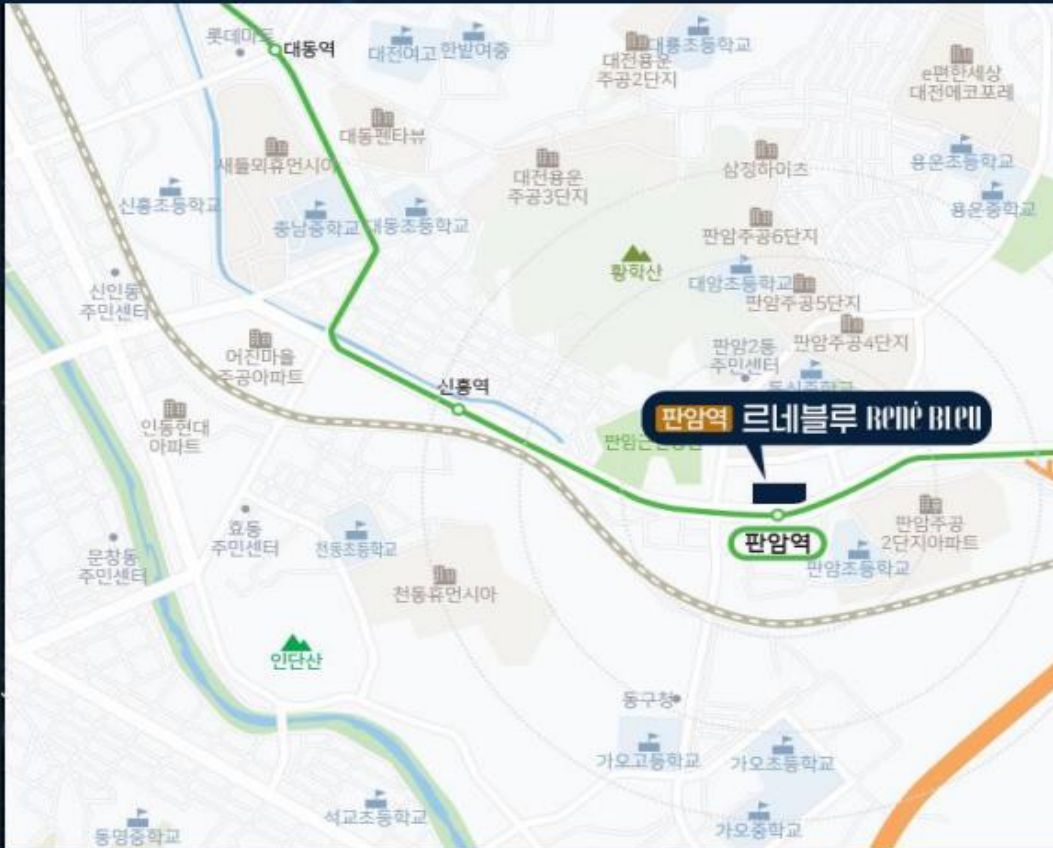 롯데마트
대동역
대전여고
한밭여중
대전용운
주공2단지
대룡초등학교
e편한세상
대전에코포레
새들뫼휴먼시아
대동펜타뷰
대전용운
주공3단지
삼정하이츠
용운초등학교
용운중학교
신흥초등학교
충남중학교
대동초등학교
판암주공6단지
황학산
대암초등학교
판암주공5단지
신인동
주민센터
어진마을
주공아파트
판암2동
주민센터
판암주공4단지
신흥역
동신중학교
인동현대
아파트
판암역 르네블루 René Bleu
판암근린공원
판암역
판암주공
2단지아파트
판암초등학교
효동
주민센터
천동초등학교
문창동
주민센터
천동휴먼시아
인단산
동구청
가오고등학교
가오초등학교
석교초등학교
가오중학교
동명중학교